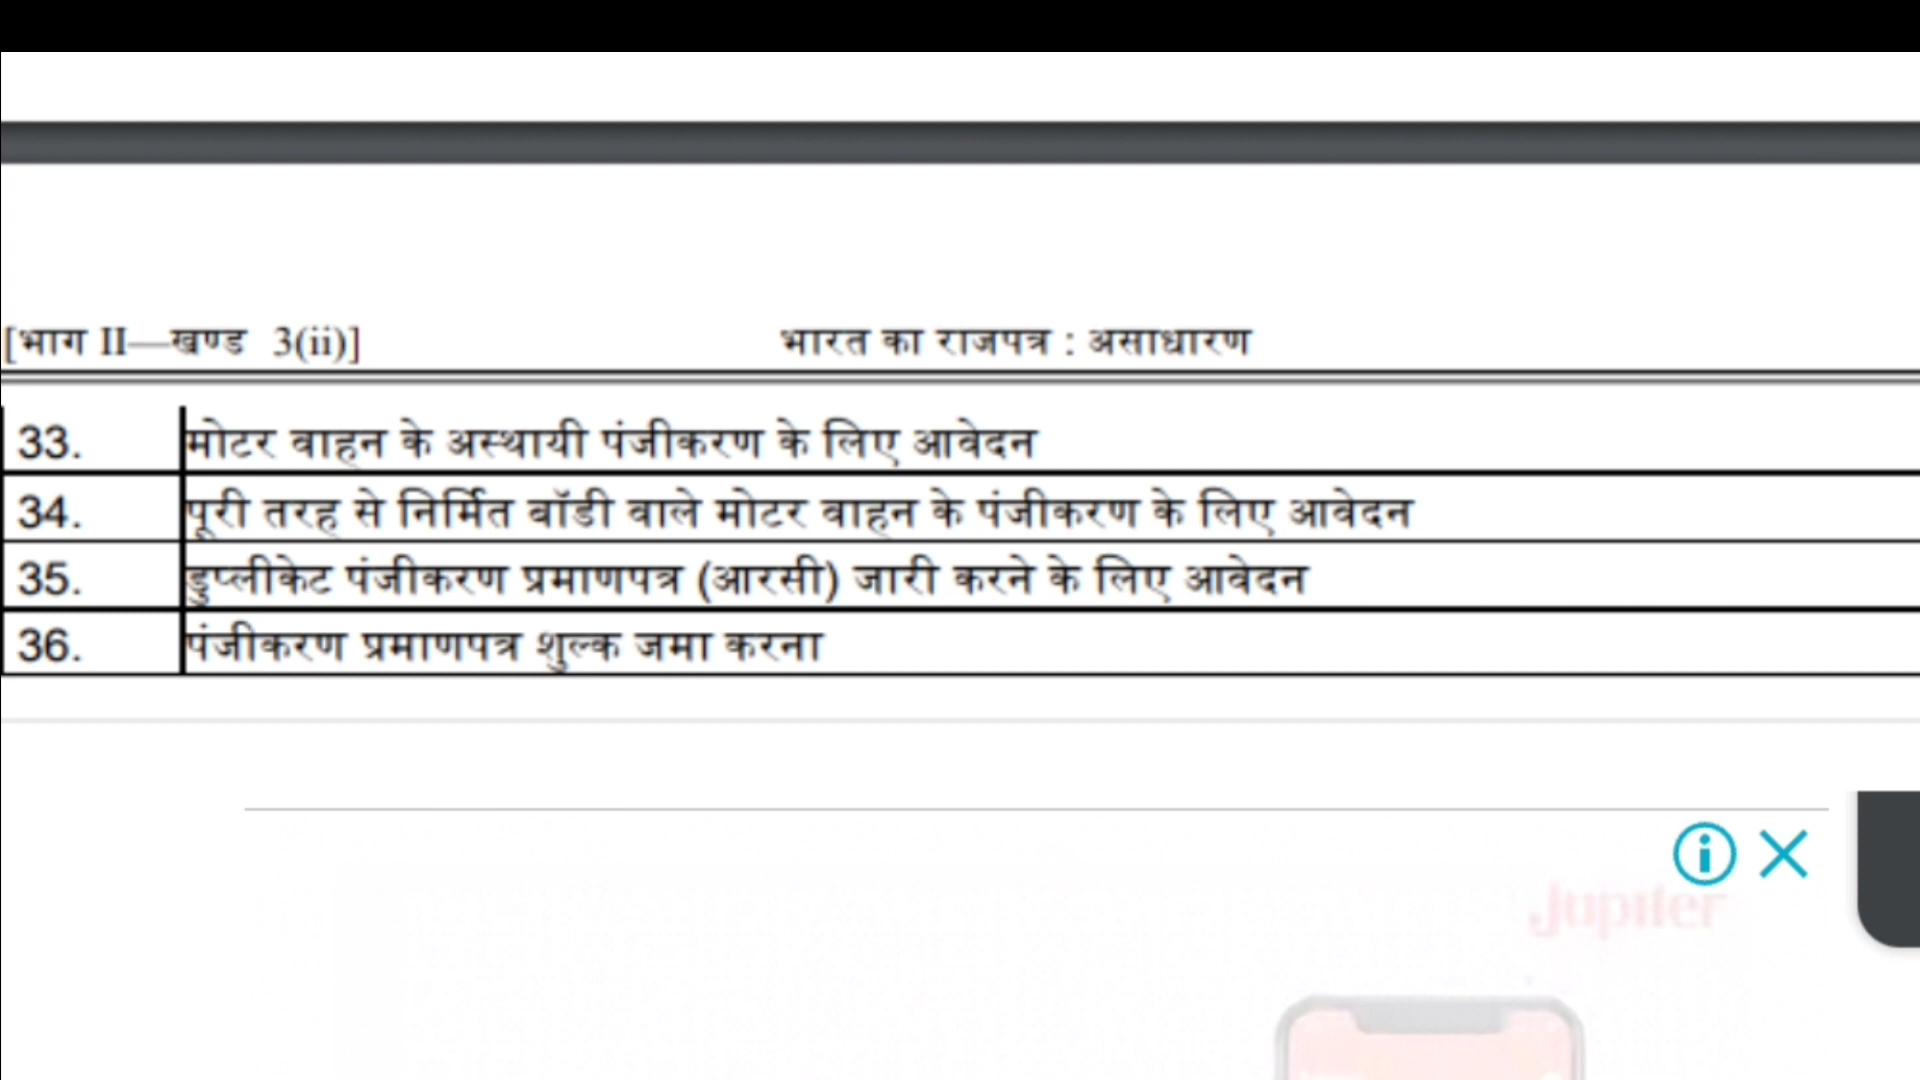 [भाग II—खण्ड 3(ii)] भारत का राजपत्र : असाधारण
33. मोटर वाहन के अस्थायी पंजीकरण के लिए आवेदन
34. पूरी तरह से निर्मित बॉडी वाले मोटर वाहन के पंजीकरण के लिए आवेदन
35. डुप्लीकेट पंजीकरण प्रमाणपत्र (आरसी) जारी करने के लिए आवेदन
36. पंजीकरण प्रमाणपत्र शुल्क जमा करना
Jupiter